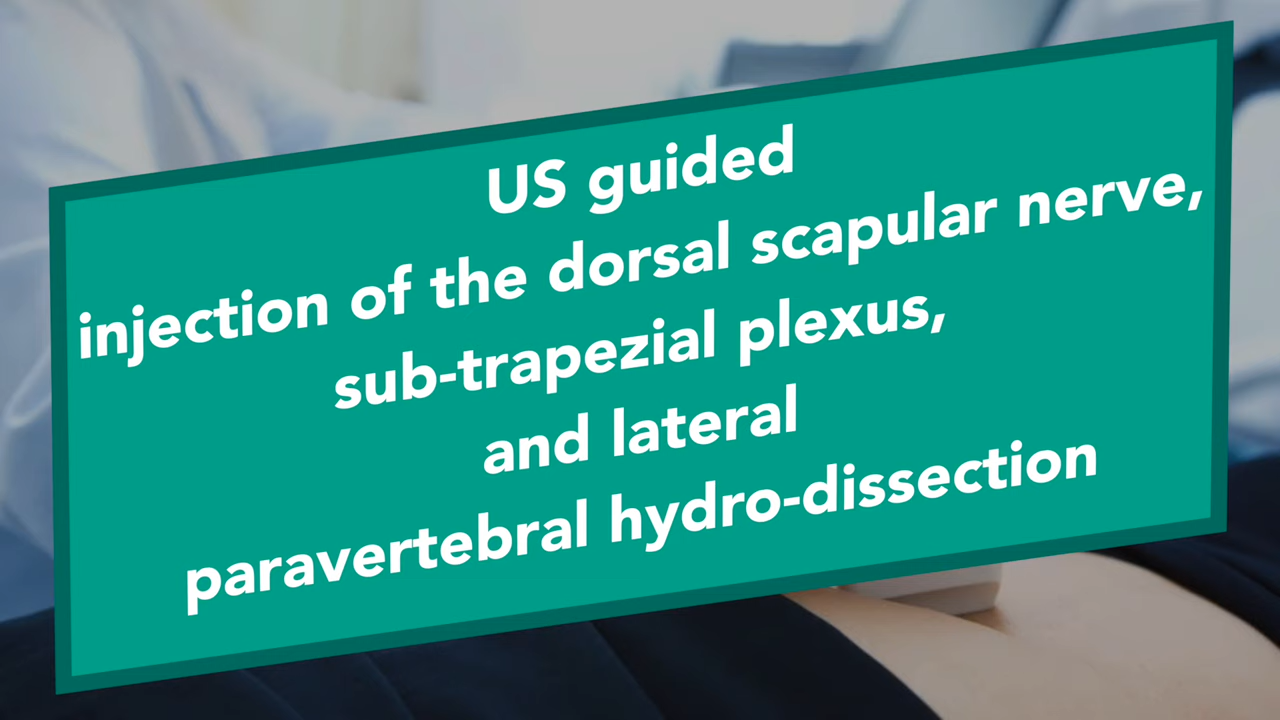 US guided
injection of the dorsal scapular nerve,
sub-trapezial plexus,
and lateral
paravertebral hydro-dissection